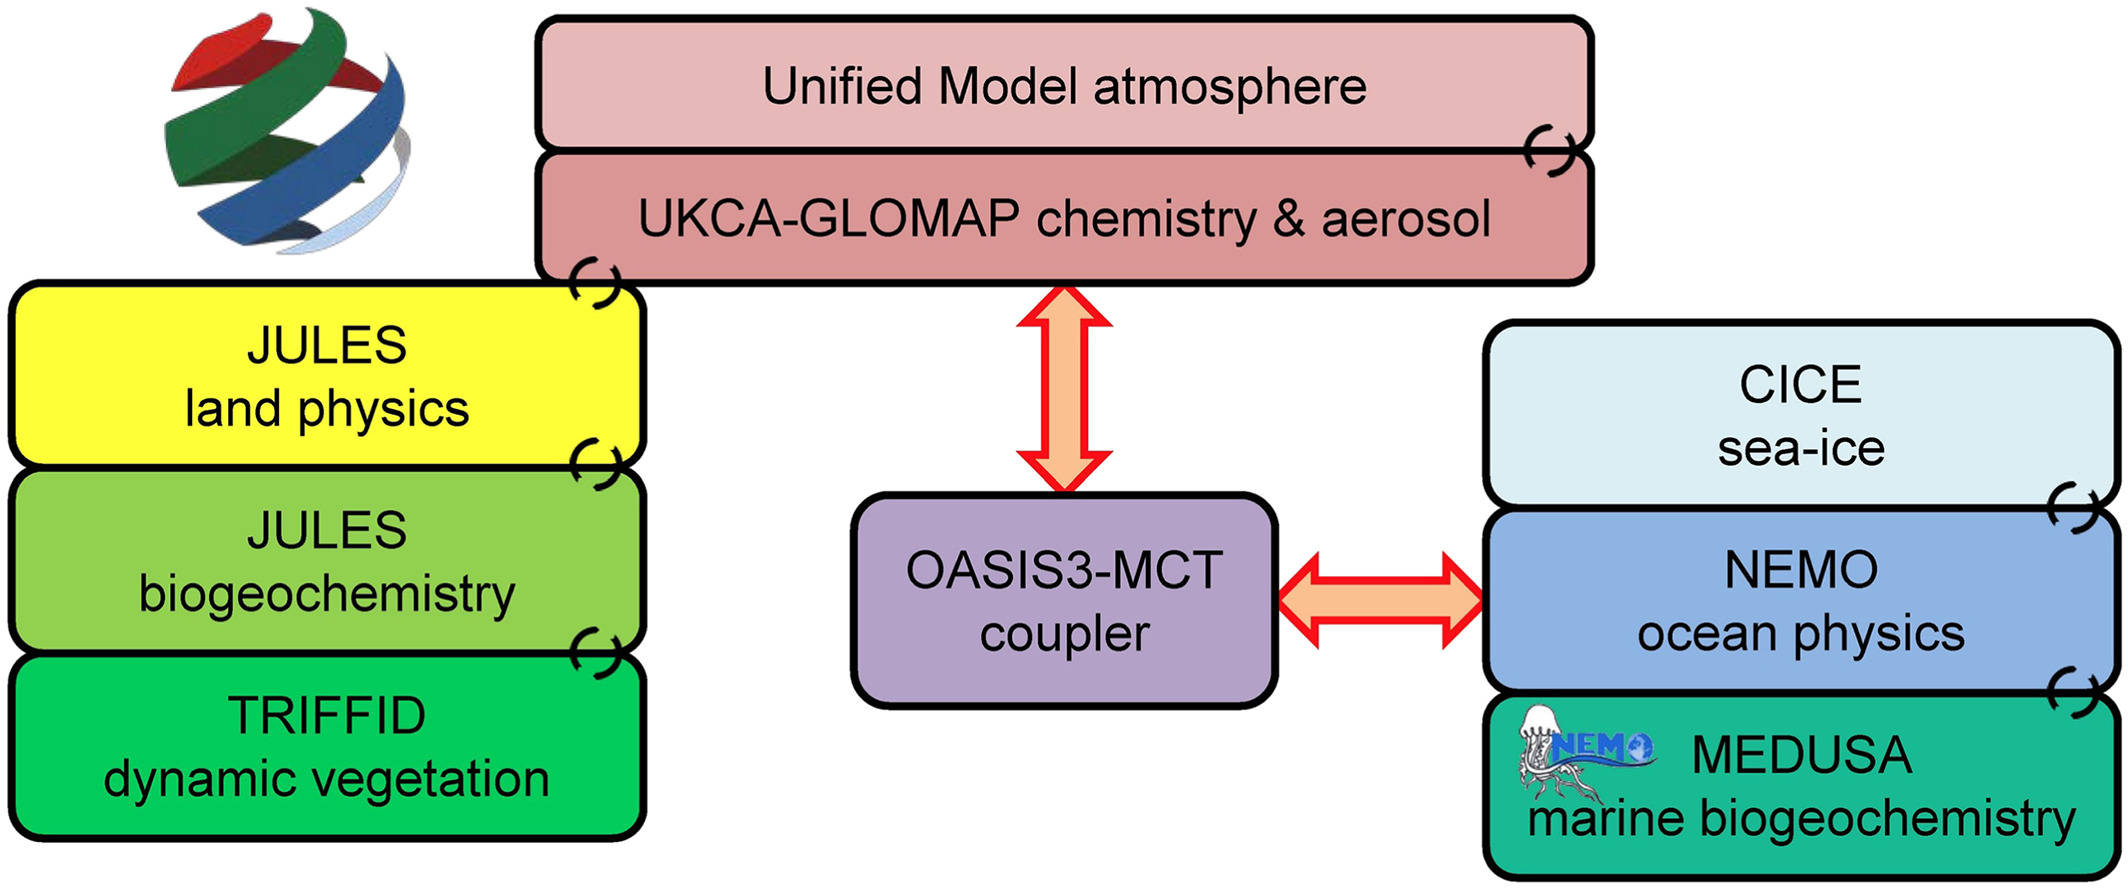 Unified Model atmosphere
UKCA-GLOMAP chemistry & aerosol
JULES
land physics
JULES
biogeochemistry
TRIFFID
dynamic vegetation
OASIS3-MCT
coupler
CICE
sea-ice
NEMO
ocean physics
NEMO
MEDUSA
marine biogeochemistry